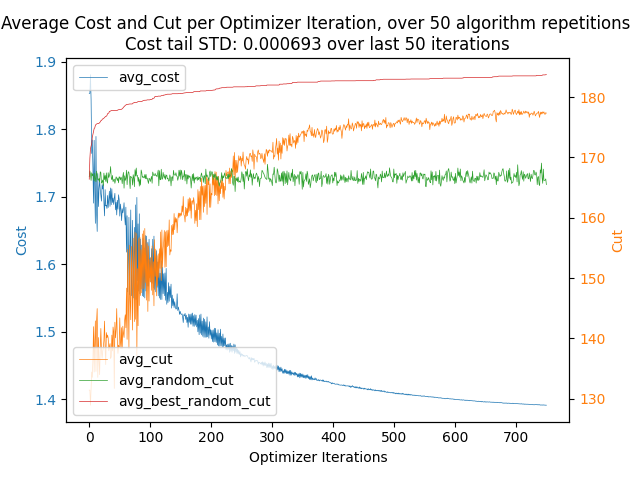 Average Cost and Cut per Optimizer Iteration, over 50 algorithm repetitions
Cost tail STD: 0.000693 over last 50 iterations
avg_cost
1.9
1.8
1.7
1.6
1.5
1.4
Cost
180
170
160
150
140
130
Cut
avg_cut
avg_random_cut
avg_best_random_cut
0 100 200 300 400 500 600 700
Optimizer Iterations